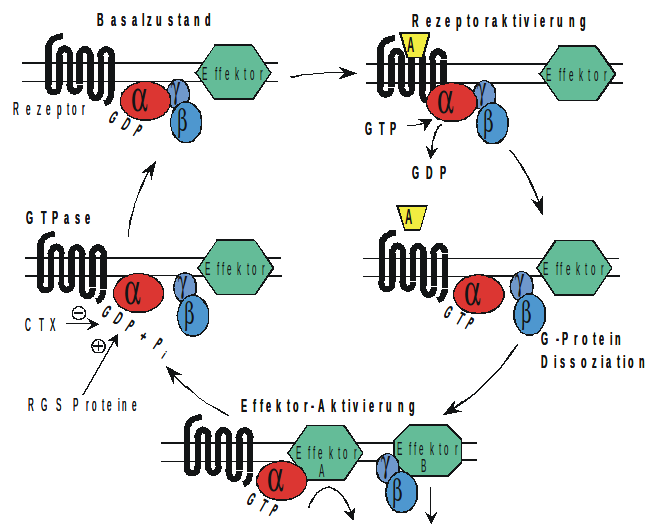 Basalzustand
Effektor
Rezeptor
α
γ
β
GDP
Rezeptoraktivierung
A
Effektor
α
γ
β
GTP
GDP
A
Effektor
α
γ
β
GTP
G-Protein
Dissoziation
Effektor-Aktivierung
Effektor
A
Effektor
B
α
γ
β
GTP
GTPase
Effektor
α
γ
β
GDP + Pi
CTX
−
+
RGS Proteine